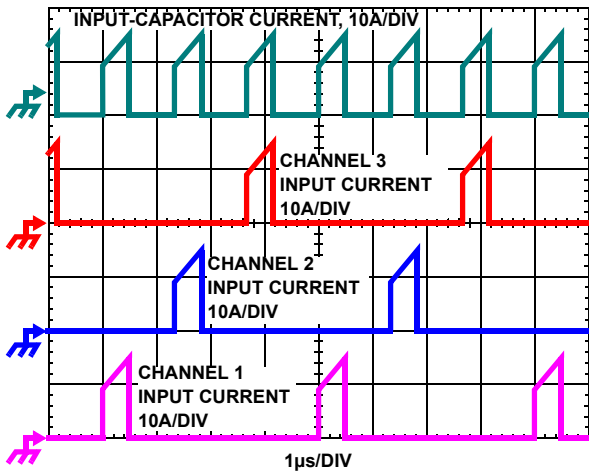 INPUT-CAPACITOR CURRENT, 10A/DIV
CHANNEL 3
INPUT CURRENT
10A/DIV
CHANNEL 2
INPUT CURRENT
10A/DIV
CHANNEL 1
INPUT CURRENT
10A/DIV
1µs/DIV